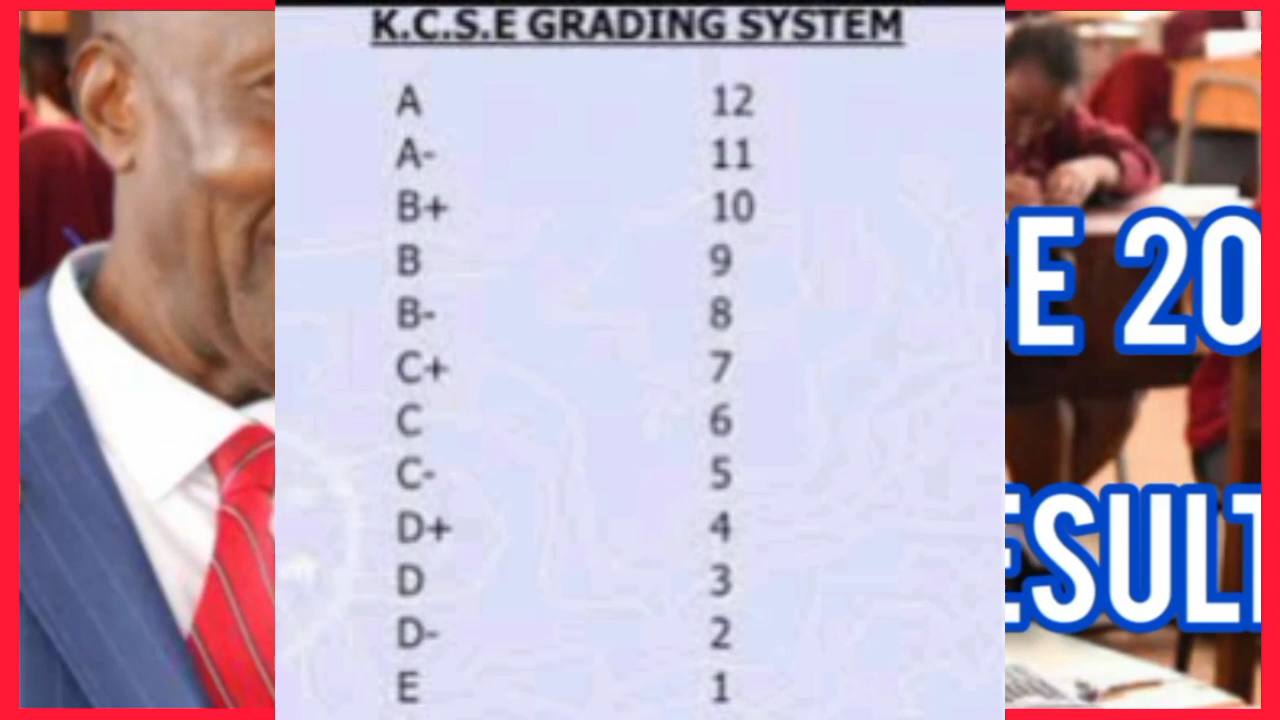 K.C.S.E GRADING SYSTEM
A 12
A- 11
B+ 10
B 9
B- 8
C+ 7
C 6
C- 5
D+ 4
D 3
D- 2
E 1
E 20
ESULT